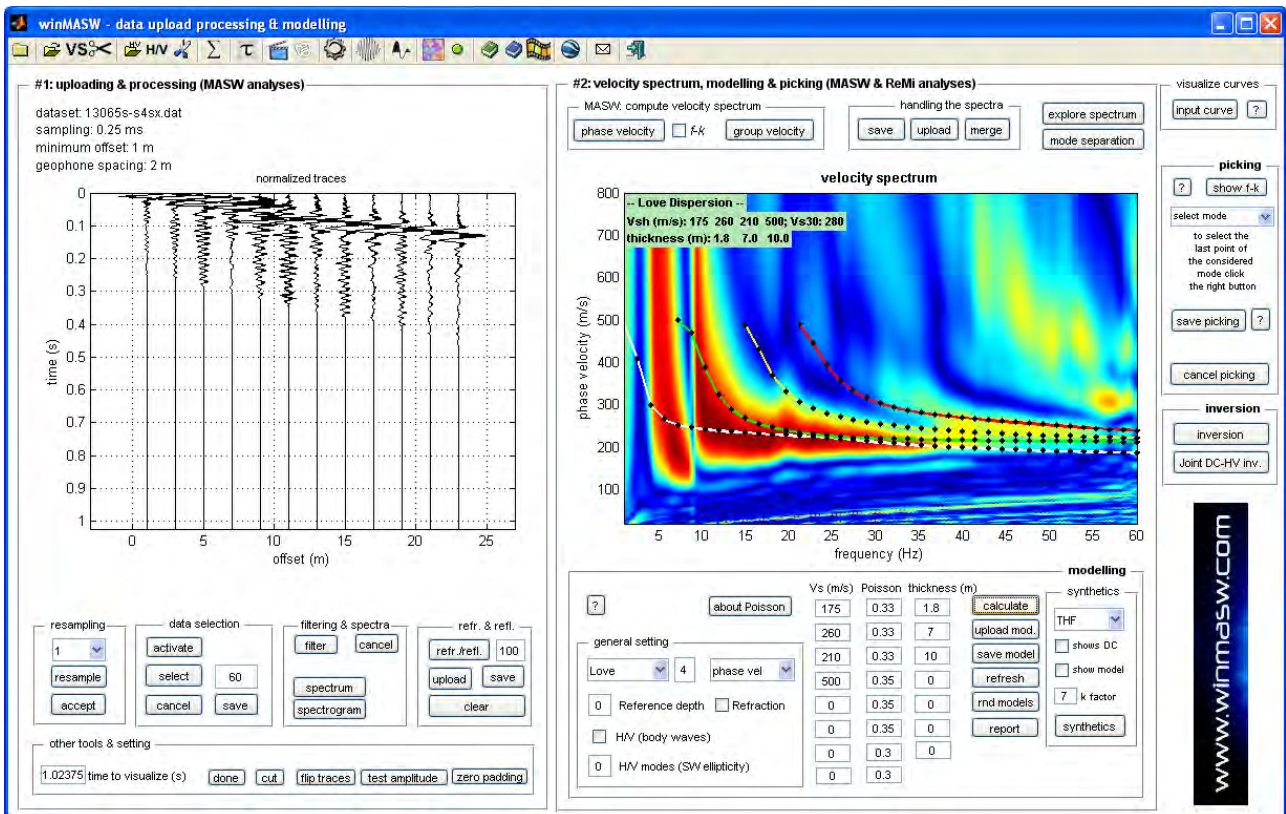 winMASW - data upload processing & modelling
VS
H/V
H/V
Σ
τ
#1: uploading & processing (MASW analyses)
dataset: 13065s-s4sx.dat
sampling: 0.25 ms
minimum offset: 1 m
geophone spacing: 2 m
normalized traces
0
0.1
0.2
0.3
0.4
0.5
0.6
0.7
0.8
0.9
1
time (s)
0 5 10 15 20 25
offset (m)
resampling
1
resample
accept
data selection
activate
select 60
cancel save
filtering & spectra
filter cancel
spectrum
spectrogram
refr. & refl.
refr./refl. 100
upload save
clear
other tools & setting
1.02375 time to visualize (s) done cut flip traces test amplitude zero padding
#2: velocity spectrum, modelling & picking (MASW & ReMi analyses)
MASW: compute velocity spectrum
phase velocity f-k group velocity
handling the spectra
save upload merge
explore spectrum
mode separation
velocity spectrum
-- Love Dispersion --
Vsh (m/s): 175 260 210 500; Vs30: 280
thickness (m): 1.8 7.0 10.0
800
700
600
500
400
300
200
100
phase velocity (m/s)
5 10 15 20 25 30 35 40 45 50 55 60
frequency (Hz)
modelling
? about Poisson
general setting
Love 4 phase vel
0 Reference depth Refraction
H/V (body waves)
0 H/V modes (SW ellipticity)
Vs (m/s) Poisson thickness (m)
175 0.33 1.8
260 0.33 7
210 0.33 10
500 0.35 0
0 0.35 0
0 0.35 0
0 0.3 0
0 0.3
calculate
upload mod.
save model
refresh
rnd models
report
synthetics
THF
shows DC
show model
7 k factor
synthetics
visualize curves
input curve ?
picking
? show f-k
select mode
to select the
last point of
the considered
mode click
the right button
save picking ?
cancel picking
inversion
inversion
Joint DC-HV inv.
www.winmasw.com